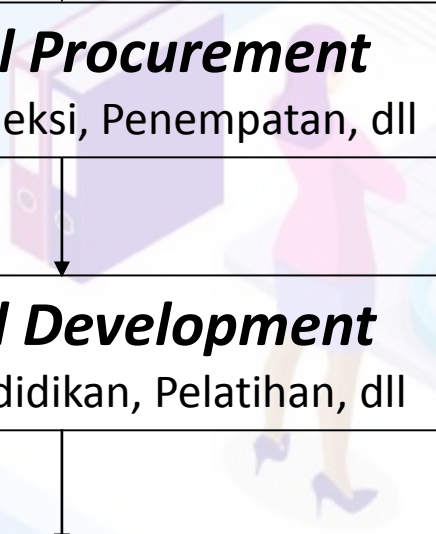 l Procurement
eksi, Penempatan, dll
l Development
didikan, Pelatihan, dll